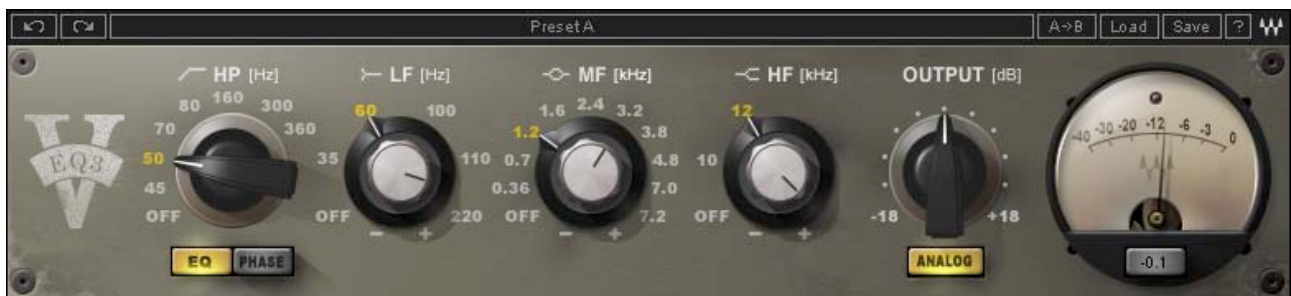 Preset A
A->B Load Save ?
HP [Hz]
LF [Hz]
MF [kHz]
HF [kHz]
OUTPUT [dB]
V
EQ3
OFF 45 50 70 80 160 300 360
OFF 35 60 100 110 220
- +
OFF 0.36 0.7 1.2 1.6 2.4 3.2 3.8 4.8 7.0 7.2
- +
OFF 10 12
- +
-18 +18
-40 -30 -20 -12 -6 -3 0
EQ PHASE
ANALOG
-0.1